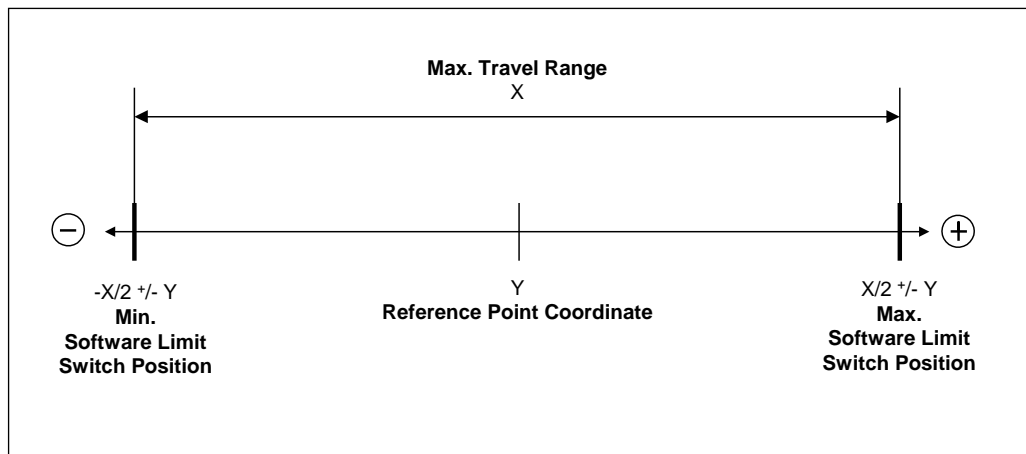 Max. Travel Range
X
−
+
-X/2 +/- Y
Min.
Software Limit
Switch Position
Y
Reference Point Coordinate
X/2 +/- Y
Max.
Software Limit
Switch Position